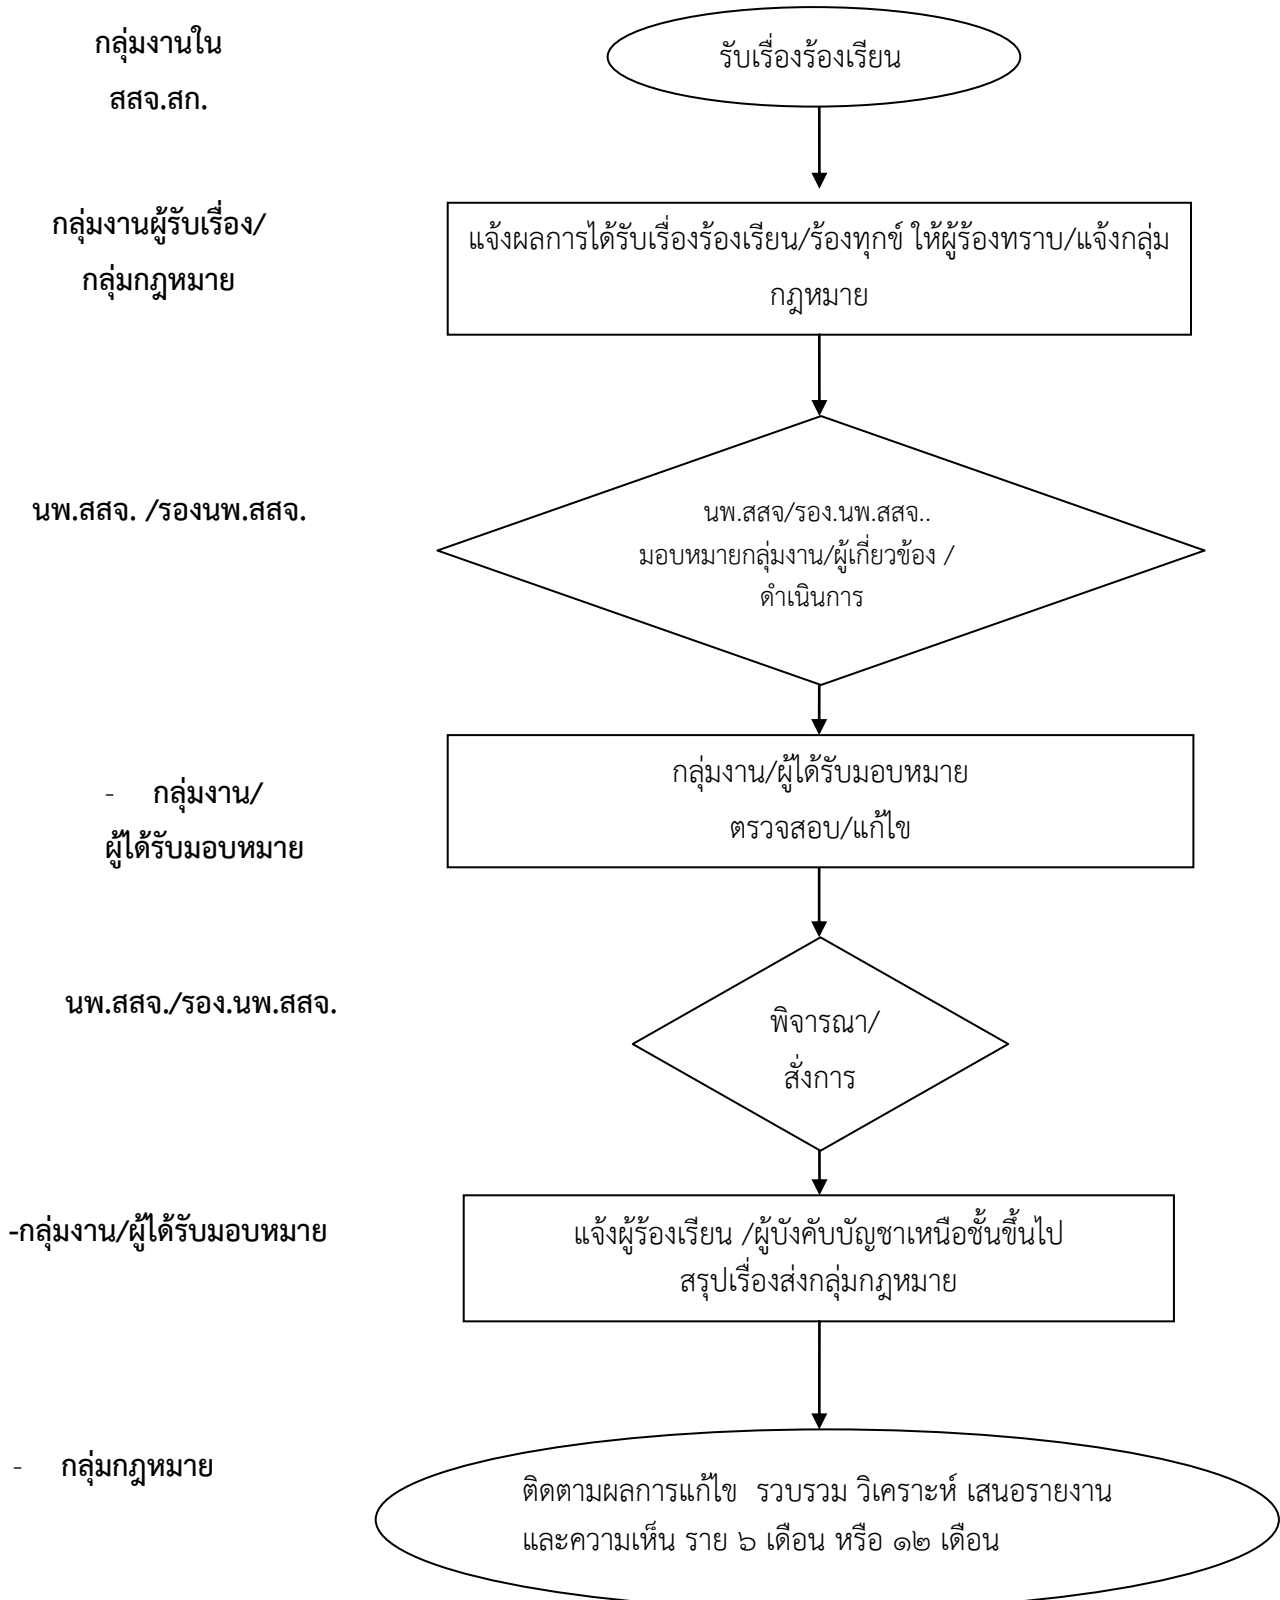 กลุ่มงานใน
สสจ.สก.
รับเรื่องร้องเรียน
กลุ่มงานผู้รับเรื่อง/
กลุ่มกฎหมาย
แจ้งผลการได้รับเรื่องร้องเรียน/ร้องทุกข์ ให้ผู้ร้องทราบ/แจ้งกลุ่ม
กฎหมาย
นพ.สสจ. /รองนพ.สสจ.
นพ.สสจ/รอง.นพ.สสจ..
มอบหมายกลุ่มงาน/ผู้เกี่ยวข้อง /
ดำเนินการ
- กลุ่มงาน/
ผู้ได้รับมอบหมาย
กลุ่มงาน/ผู้ได้รับมอบหมาย
ตรวจสอบ/แก้ไข
นพ.สสจ./รอง.นพ.สสจ.
พิจารณา/
สั่งการ
-กลุ่มงาน/ผู้ได้รับมอบหมาย
แจ้งผู้ร้องเรียน /ผู้บังคับบัญชาเหนือชั้นขึ้นไป
สรุปเรื่องส่งกลุ่มกฎหมาย
- กลุ่มกฎหมาย
ติดตามผลการแก้ไข รวบรวม วิเคราะห์ เสนอรายงาน
และความเห็น ราย ๖ เดือน หรือ ๑๒ เดือน